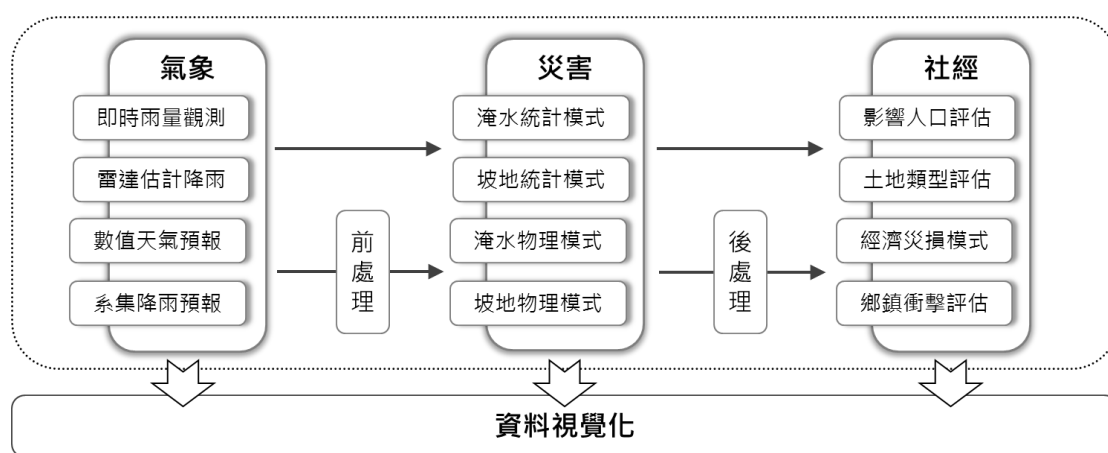 氣象
即時雨量觀測
雷達估計降雨
數值天氣預報
系集降雨預報
前處理
災害
淹水統計模式
坡地統計模式
淹水物理模式
坡地物理模式
後處理
社經
影響人口評估
土地類型評估
經濟災損模式
鄉鎮衝擊評估
資料視覺化